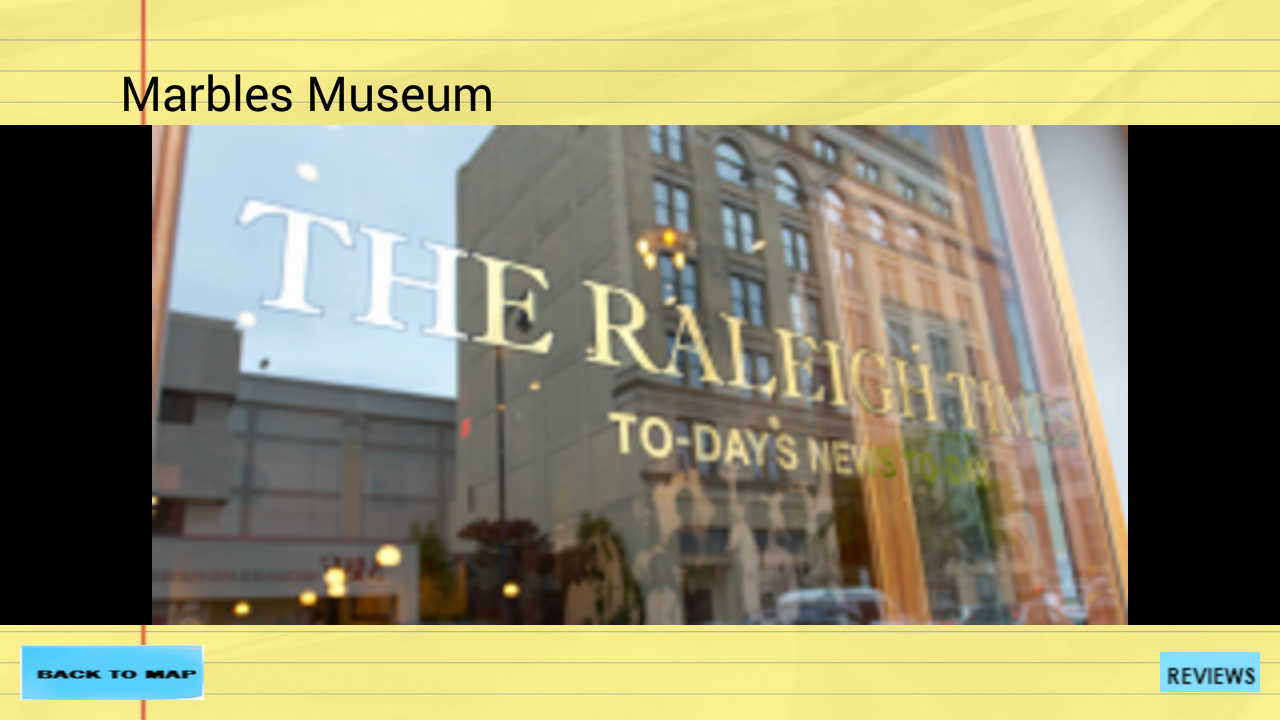 Marbles Museum
THE RALEIGH TIMES
TO-DAY'S NEWS TO-DAY
BACK TO MAP
REVIEWS